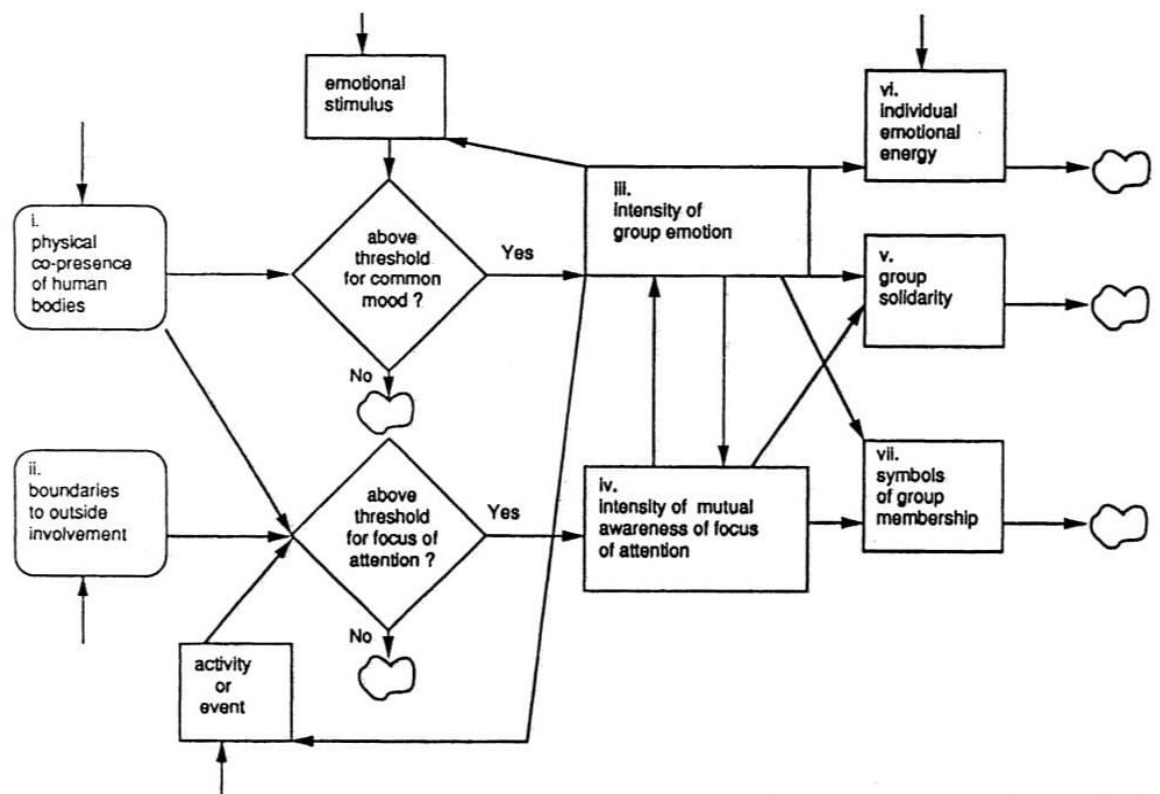 emotional
stimulus
vi.
individual
emotional
energy
i.
physical
co-presence
of human
bodies
above
threshold
for common
mood ?
Yes
No
iii.
intensity of
group emotion
v.
group
solidarity
ii.
boundaries
to outside
involvement
above
threshold
for focus of
attention ?
Yes
No
iv.
intensity of mutual
awareness of focus
of attention
vii.
symbols
of group
membership
activity
or
event